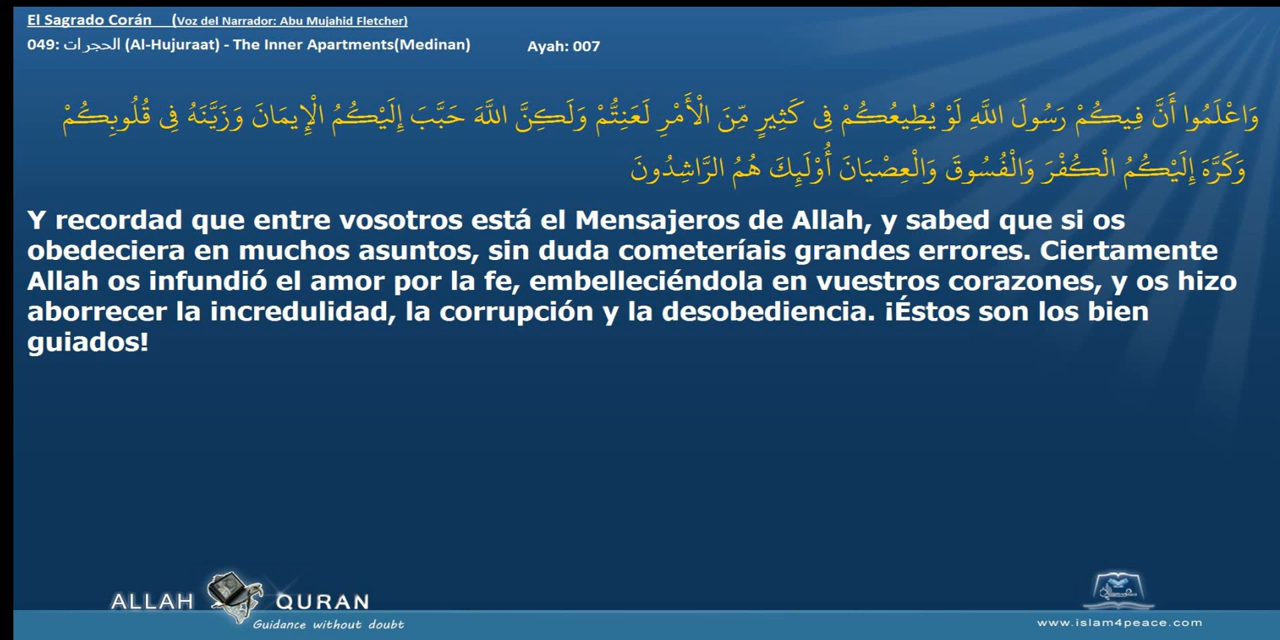 El Sagrado Corán (Voz del Narrador: Abu Mujahid Fletcher)
049: الحجرات (Al-Hujuraat) - The Inner Apartments(Medinan) Ayah: 007
وَاعْلَمُوا أَنَّ فِيكُمْ رَسُولَ اللَّهِ لَوْ يُطِيعُكُمْ فِي كَثِيرٍ مِّنَ الْأَمْرِ لَعَنِتُّمْ وَلَكِنَّ اللَّهَ حَبَّبَ إِلَيْكُمُ الْإِيمَانَ وَزَيَّنَهُ فِي قُلُوبِكُمْ
وَكَرَّهَ إِلَيْكُمُ الْكُفْرَ وَالْفُسُوقَ وَالْعِصْيَانَ أُوْلَئِكَ هُمُ الرَّاشِدُونَ
Y recordad que entre vosotros está el Mensajeros de Allah, y sabed que si os
obedeciera en muchos asuntos, sin duda cometeríais grandes errores. Ciertamente
Allah os infundió el amor por la fe, embelleciéndola en vuestros corazones, y os hizo
aborrecer la incredulidad, la corrupción y la desobediencia. ¡Éstos son los bien
guiados!
ALLAH QURAN
Guidance without doubt
www.islam4peace.com